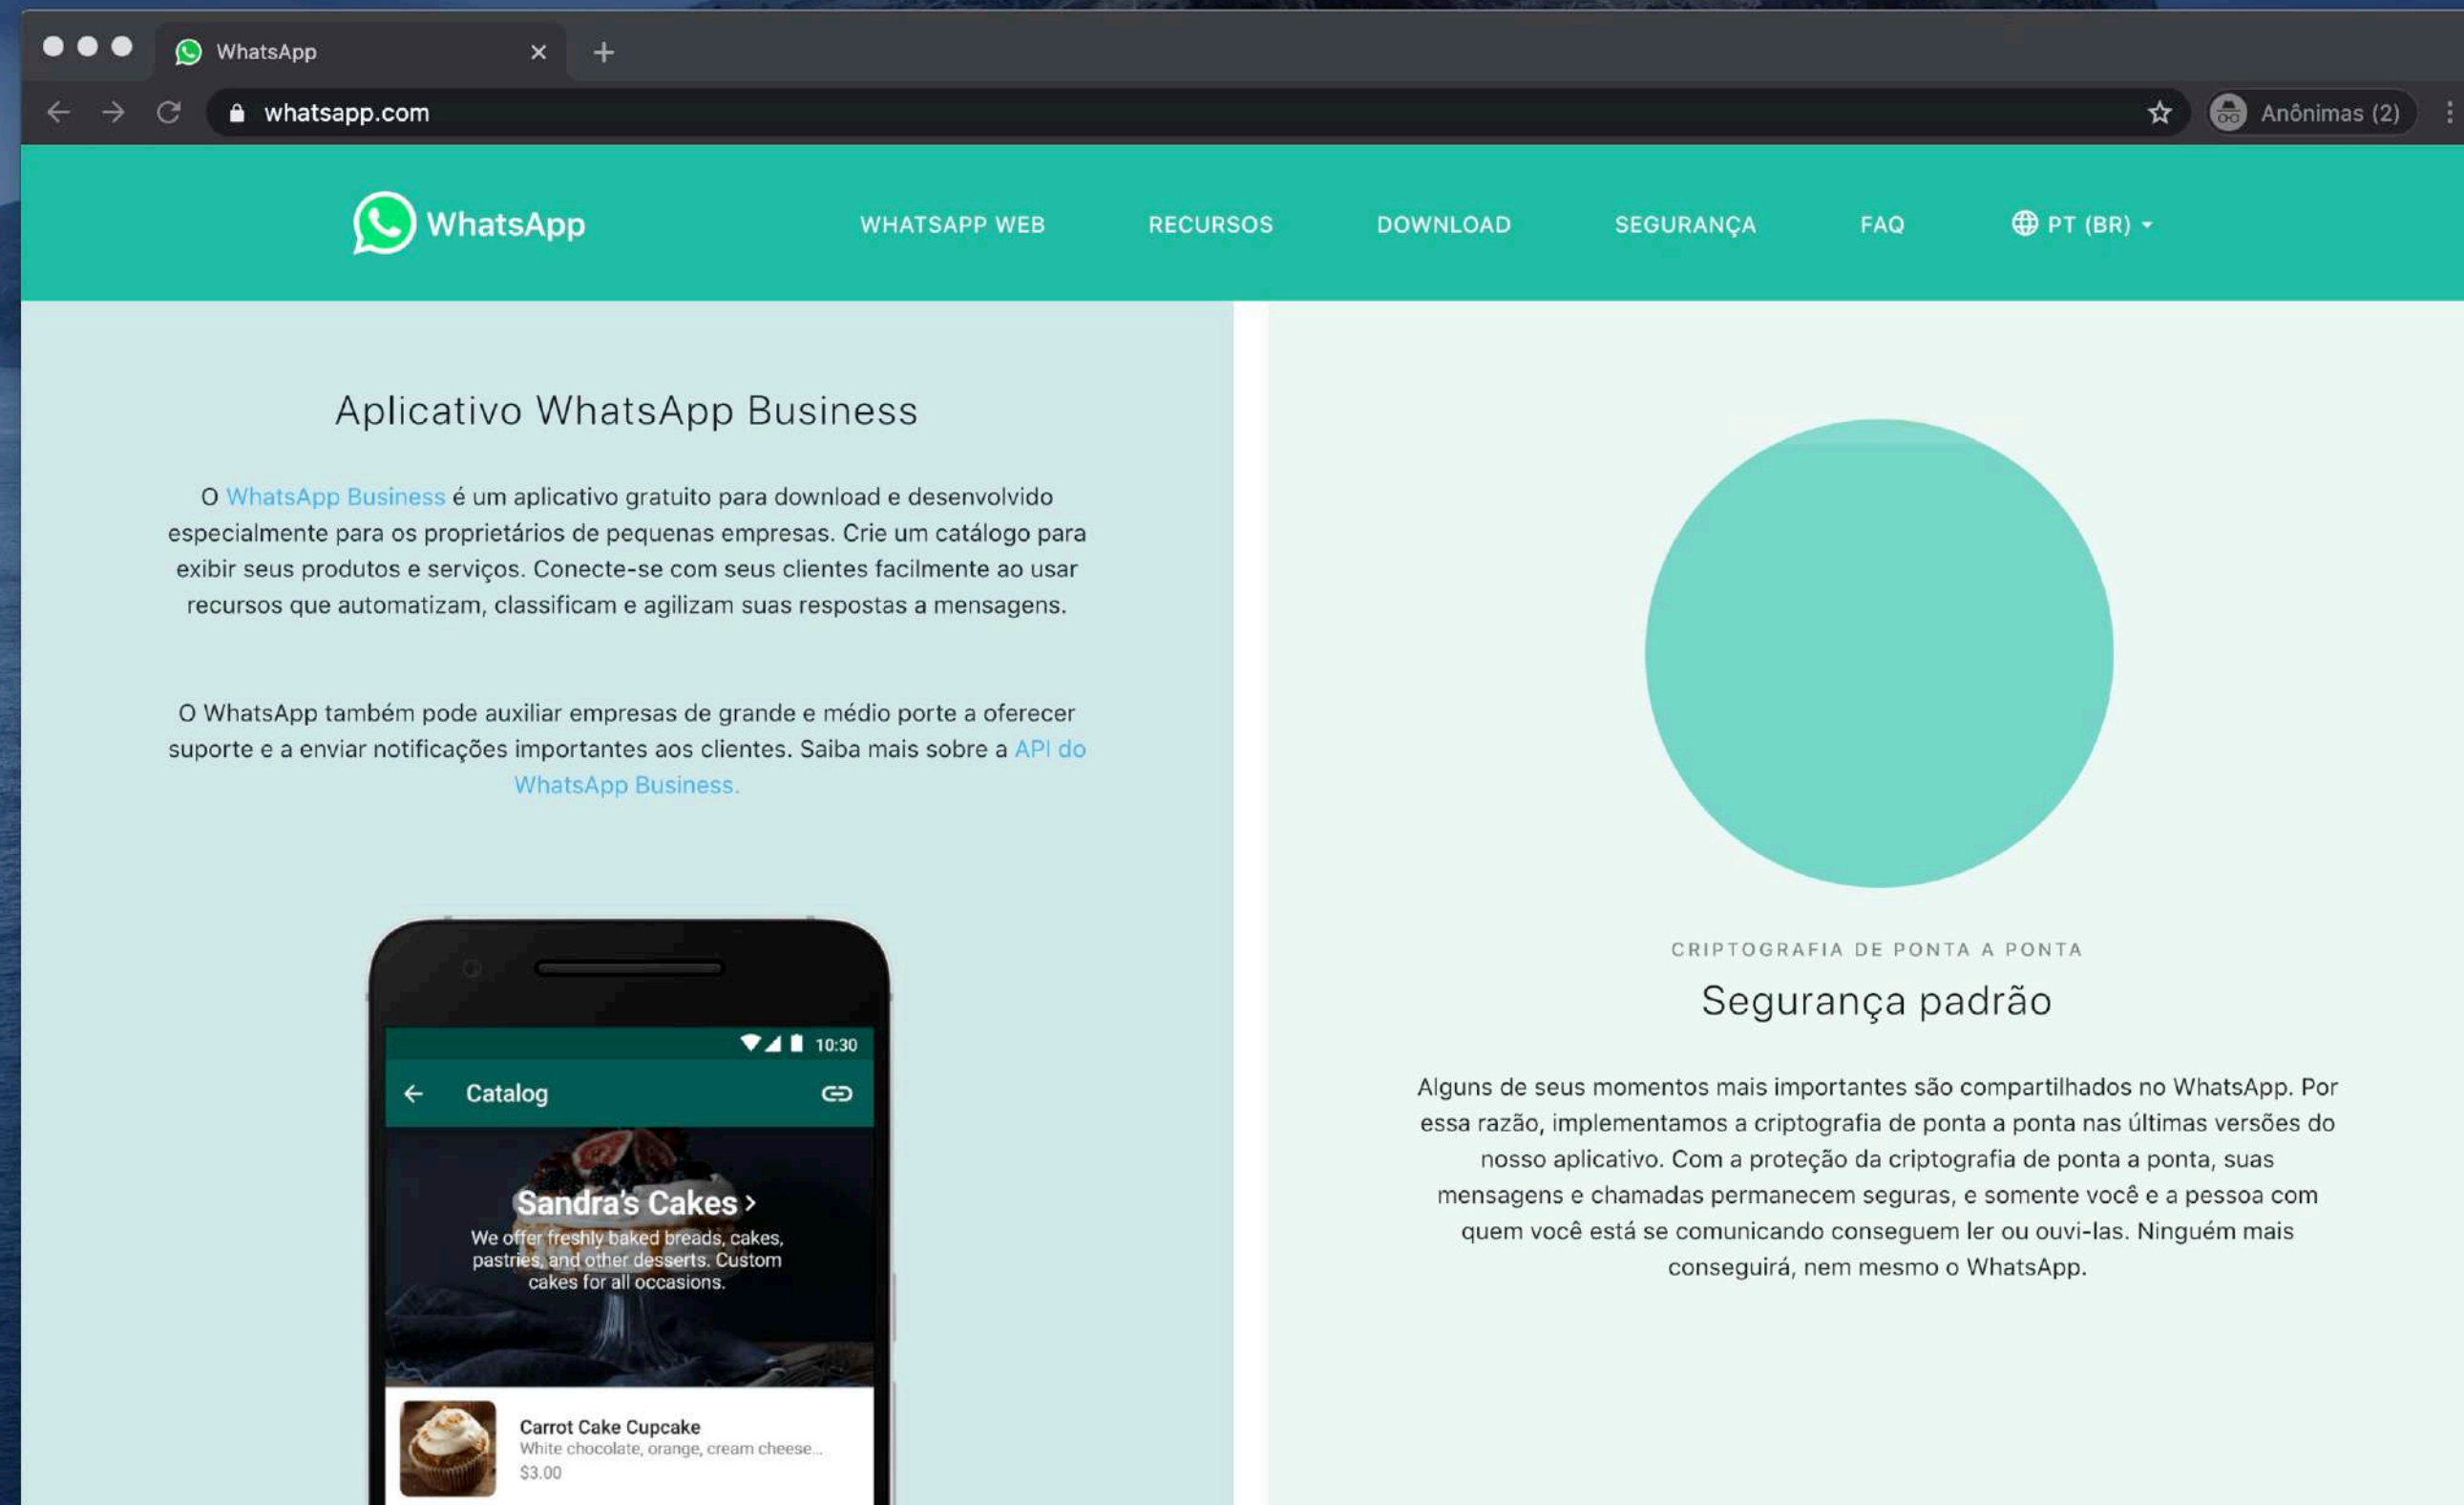 WhatsApp
whatsapp.com
Anônimas (2)
WhatsApp
WHATSAPP WEB
RECURSOS
DOWNLOAD
SEGURANÇA
FAQ
PT (BR)
Aplicativo WhatsApp Business
O WhatsApp Business é um aplicativo gratuito para download e desenvolvido
especialmente para os proprietários de pequenas empresas. Crie um catálogo para
exibir seus produtos e serviços. Conecte-se com seus clientes facilmente ao usar
recursos que automatizam, classificam e agilizam suas respostas a mensagens.
O WhatsApp também pode auxiliar empresas de grande e médio porte a oferecer
suporte e a enviar notificações importantes aos clientes. Saiba mais sobre a API do
WhatsApp Business.
10:30
Catalog
Sandra's Cakes
We offer freshly baked breads, cakes,
pastries, and other desserts. Custom
cakes for all occasions.
Carrot Cake Cupcake
White chocolate, orange, cream cheese...
$3.00
CRIPTOGRAFIA DE PONTA A PONTA
Segurança padrão
Alguns de seus momentos mais importantes são compartilhados no WhatsApp. Por
essa razão, implementamos a criptografia de ponta a ponta nas últimas versões do
nosso aplicativo. Com a proteção da criptografia de ponta a ponta, suas
mensagens e chamadas permanecem seguras, e somente você e a pessoa com
quem você está se comunicando conseguem ler ou ouvi-las. Ninguém mais
conseguirá, nem mesmo o WhatsApp.